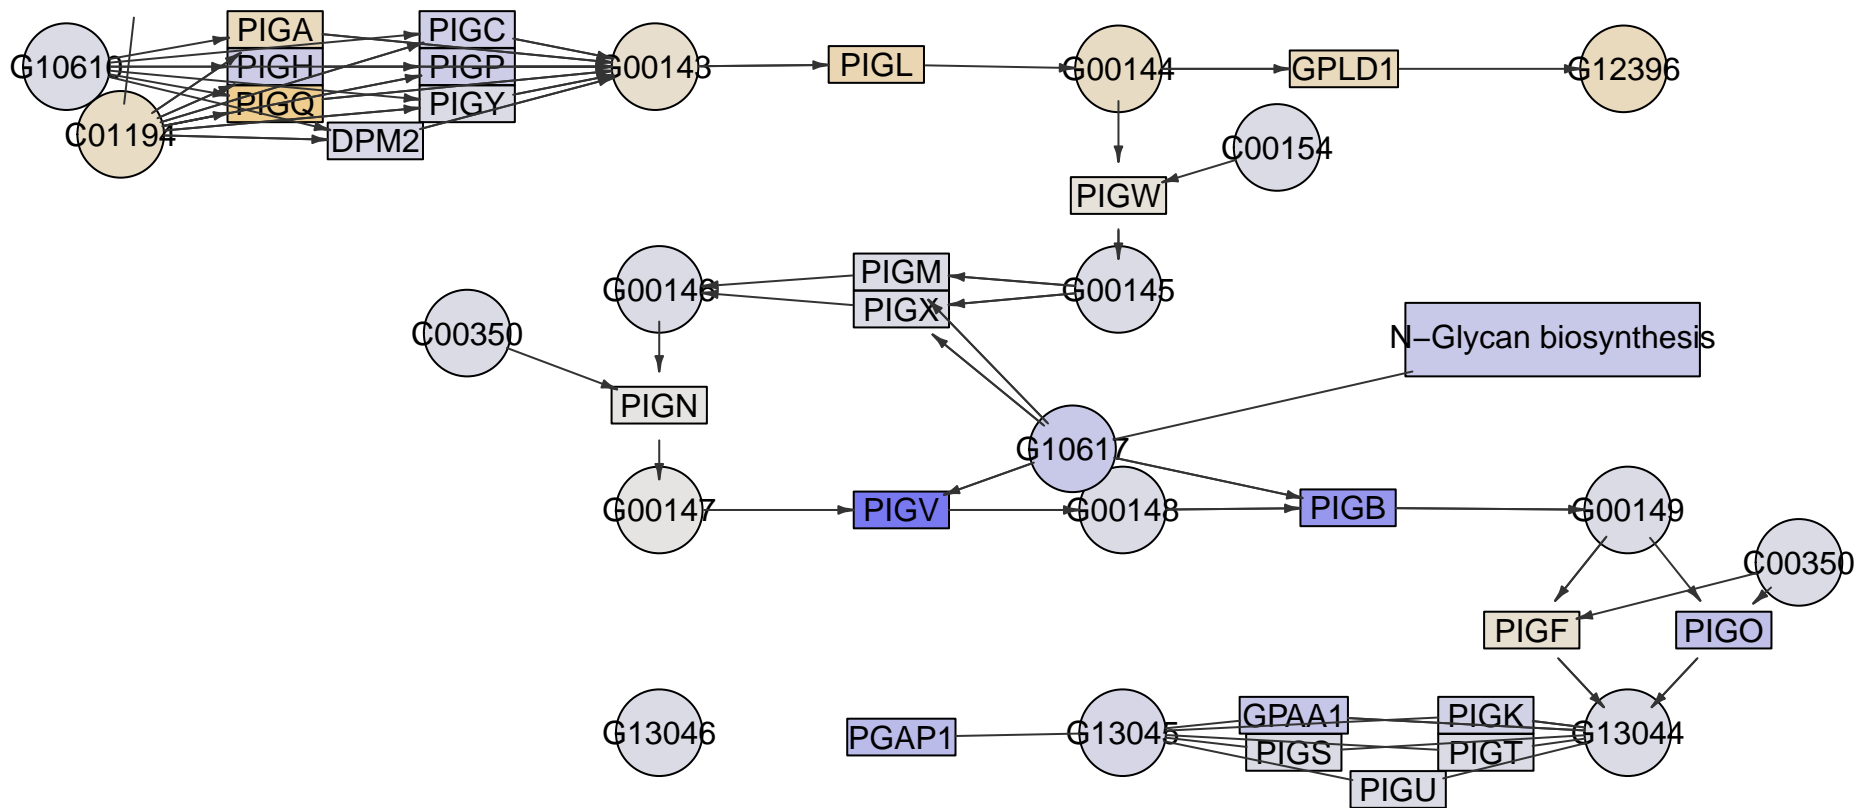 PIGA
PIGC
G10610
PIGH
PIGP
G00143
PIGL
G00144
GPLD1
G12396
PIGQ
PIGY
C01194
DPM2
C00154
PIGW
PIGM
G00146
G00145
PIGX
C00350
N−Glycan biosynthesis
PIGN
G10617
G00147
PIGV
G00148
PIGB
G00149
C00350
PIGF
PIGO
GPAA1
PIGK
G13046
PGAP1
G13045
G13044
PIGS
PIGT
PIGU